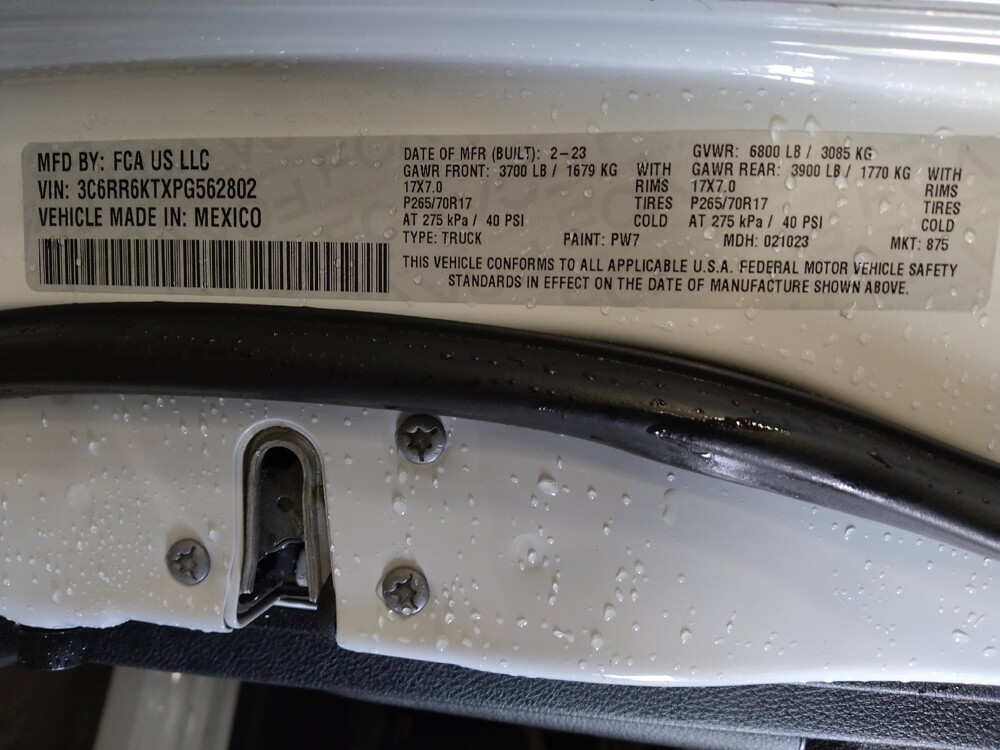 MFD BY: FCA US LLC
VIN: 3C6RR6KTXPG562802
VEHICLE MADE IN: MEXICO
DATE OF MFR (BUILT): 2-23
GAWR FRONT: 3700 LB / 1679 KG WITH
17X7.0 RIMS
P265/70R17 TIRES
AT 275 kPa / 40 PSI COLD
TYPE: TRUCK PAINT: PW7
GVWR: 6800 LB / 3085 KG
GAWR REAR: 3900 LB / 1770 KG WITH
17X7.0 RIMS
P265/70R17 TIRES
AT 275 kPa / 40 PSI COLD
MDH: 021023 MKT: 875
THIS VEHICLE CONFORMS TO ALL APPLICABLE U.S.A. FEDERAL MOTOR VEHICLE SAFETY
STANDARDS IN EFFECT ON THE DATE OF MANUFACTURE SHOWN ABOVE.